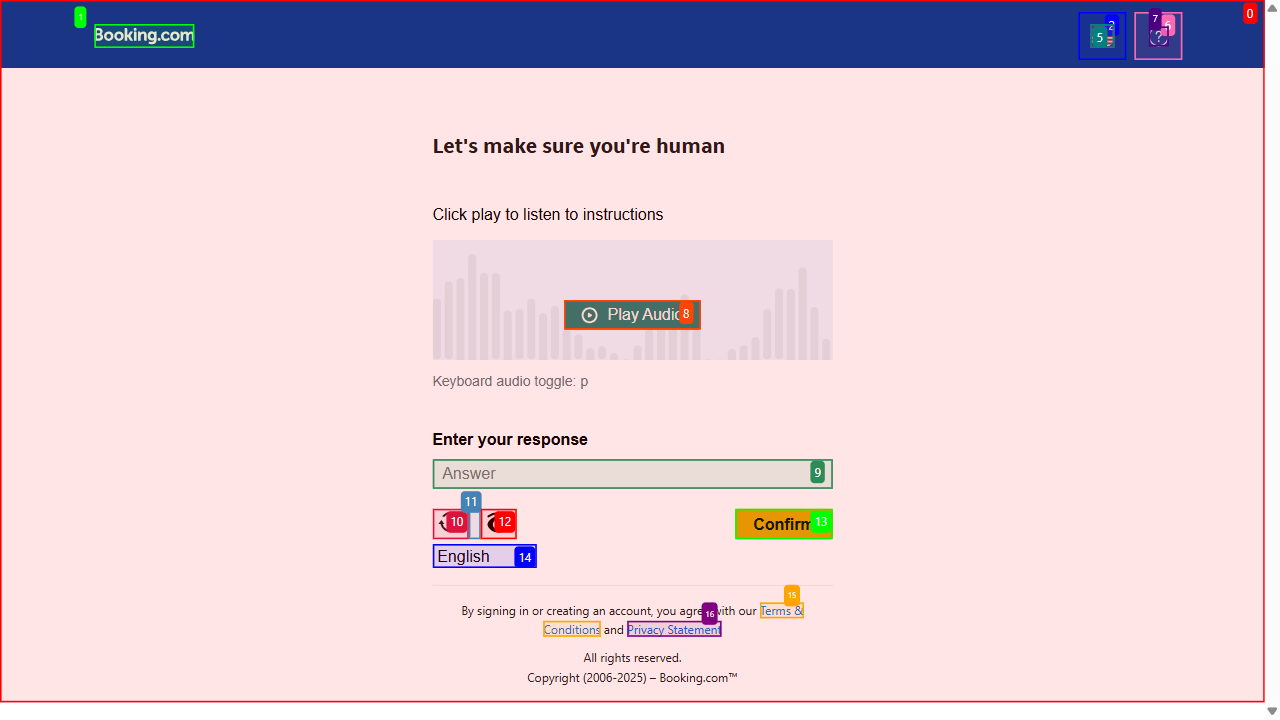 Booking.com
1
2
5
7
6
?
0
Let's make sure you're human
Click play to listen to instructions
Play Audio
8
Keyboard audio toggle: p
Enter your response
Answer
9
11
10
12
Confirm
13
English
14
15
16
By signing in or creating an account, you agree with our Terms &
Conditions and Privacy Statement
All rights reserved.
Copyright (2006-2025) – Booking.com™